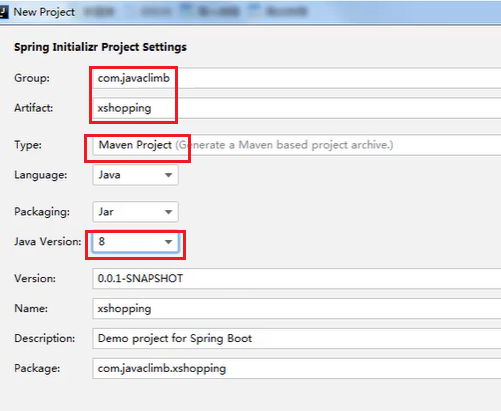 New Project
Spring Initializr Project Settings
Group: com.javaclimb
Artifact: xshopping
Type: Maven Project (Generate a Maven based project archive.)
Language: Java
Packaging: Jar
Java Version: 8
Version: 0.0.1-SNAPSHOT
Name: xshopping
Description: Demo project for Spring Boot
Package: com.javaclimb.xshopping